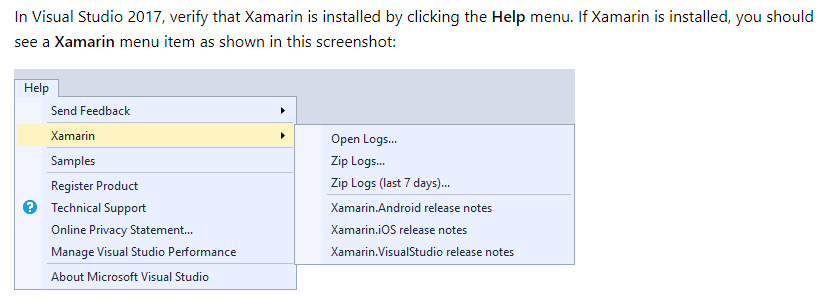 In Visual Studio 2017, verify that Xamarin is installed by clicking the Help menu. If Xamarin is installed, you should
see a Xamarin menu item as shown in this screenshot:
Help
Send Feedback
Xamarin
Samples
Register Product
Technical Support
Online Privacy Statement...
Manage Visual Studio Performance
About Microsoft Visual Studio
Open Logs...
Zip Logs...
Zip Logs (last 7 days)...
Xamarin.Android release notes
Xamarin.iOS release notes
Xamarin.VisualStudio release notes